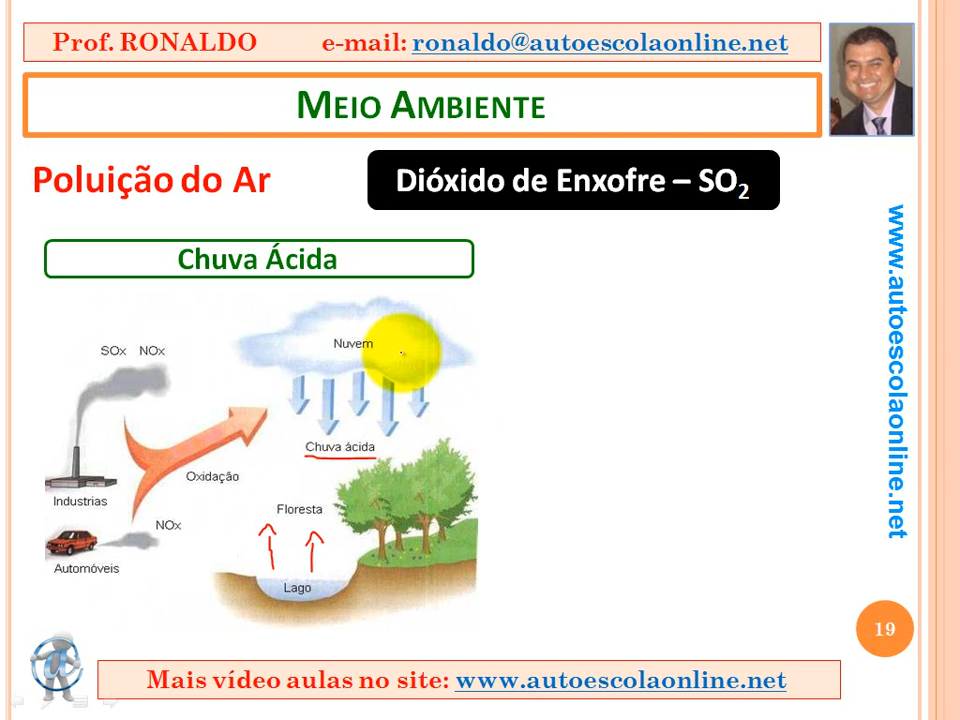 Prof. RONALDO e-mail: ronaldo@autoescolaonline.net
MEIO AMBIENTE
Poluição do Ar
Dióxido de Enxofre – SO2
www.autoescolaonline.net
Chuva Ácida
SOx NOx
Nuvem
Chuva ácida
Oxidação
Industrias
Floresta
NOx
Automóveis
Lago
19
Mais vídeo aulas no site: www.autoescolaonline.net